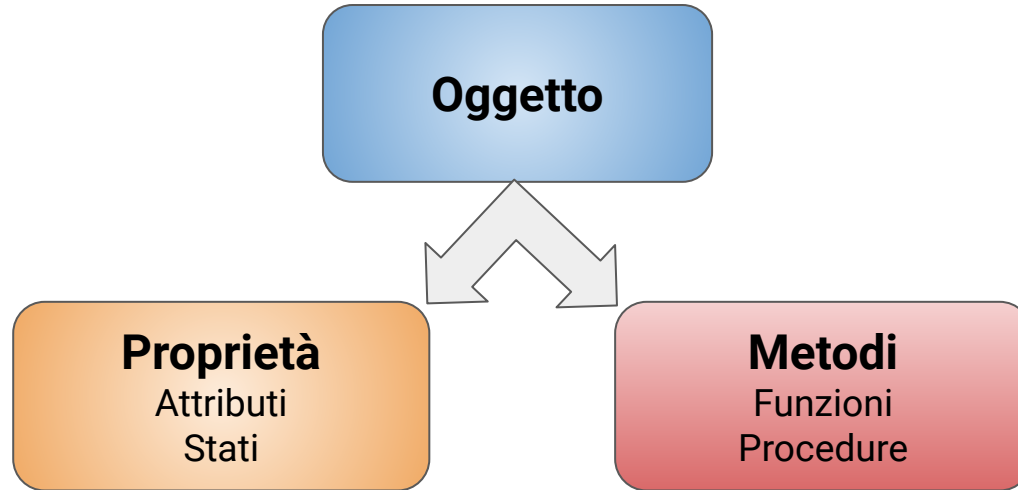 Oggetto
Proprietà
Attributi
Stati
Metodi
Funzioni
Procedure